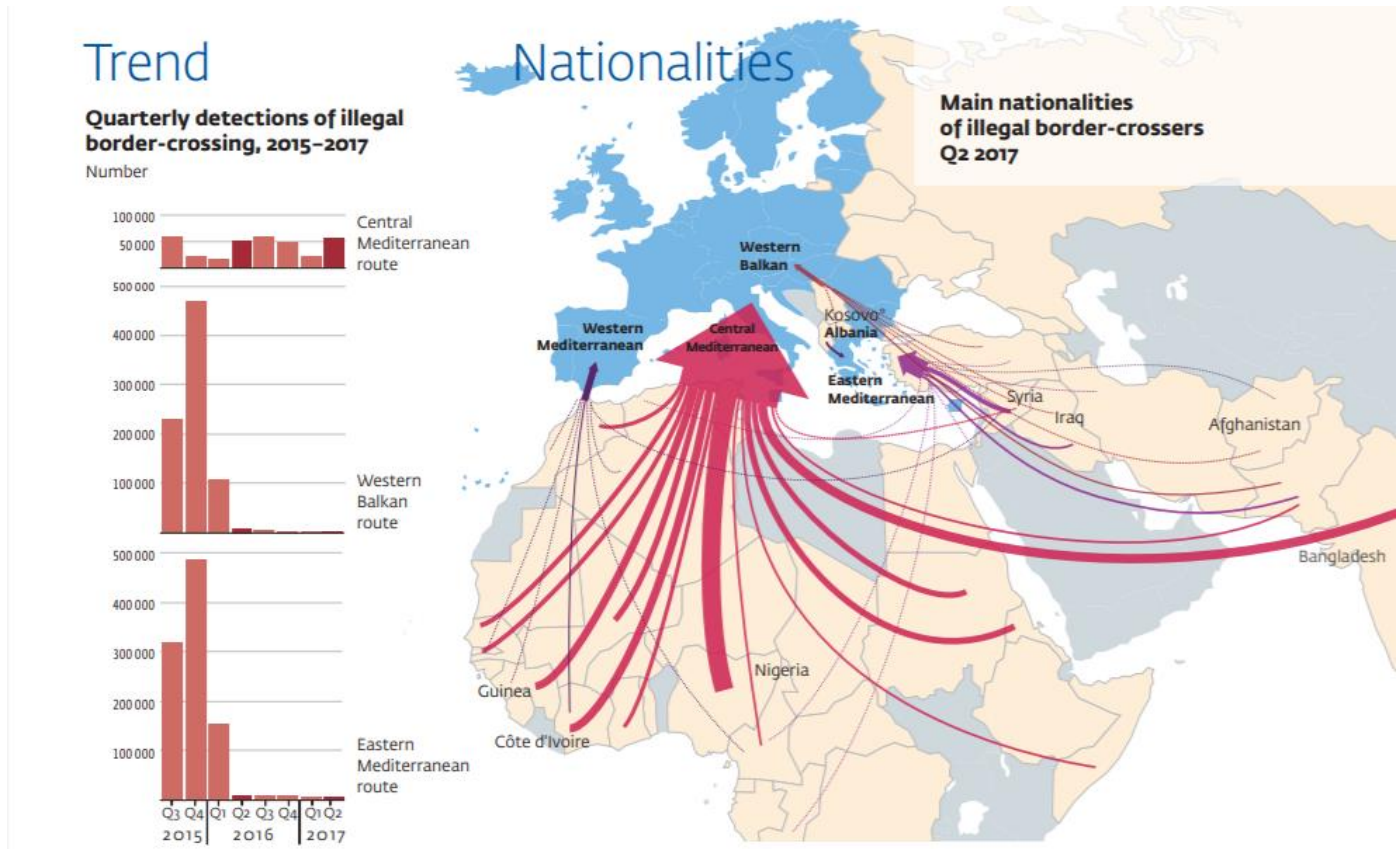 Trend
Quarterly detections of illegal
border-crossing, 2015–2017
Number
100 000
50 000
Central
Mediterranean
route
500 000
400 000
300 000
200 000
100 000
Western
Balkan
route
500 000
400 000
300 000
200 000
100 000
Eastern
Mediterranean
route
Q3 Q4 Q1 Q2 Q3 Q4 Q1 Q2
2015 2016 2017
Nationalities
Main nationalities
of illegal border-crossers
Q2 2017
Western
Balkan
Western
Mediterranean
Central
Mediterranean
Kosovo*
Albania
Eastern
Mediterranean
Syria
Iraq
Afghanistan
Bangladesh
Nigeria
Guinea
Côte d'Ivoire